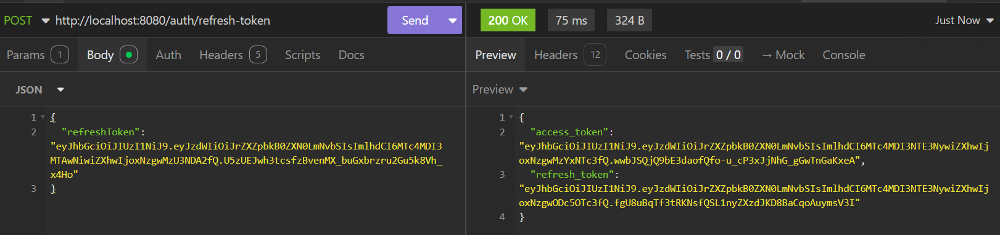 POST http://localhost:8080/auth/refresh-token Send
Params 1 Body Auth Headers 5 Scripts Docs
JSON
1 {
2 "refreshToken":
"eyJhbGciOiJIUzI1NiJ9.eyJzdWIiOiJrZXZpbkB0ZXN0LmNvbSIsImlhdCI6MTc4MDI3
MTAwNiwiZXhwIjoxNzgwMzU3NDA2fQ.U5zUEJwh3tcsfzBvenMX_buGxbrzru2Gu5k8Vh_
x4Ho"
3 }
200 OK 75 ms 324 B Just Now
Preview Headers 12 Cookies Tests 0 / 0 → Mock Console
Preview
1 {
2 "access_token":
"eyJhbGciOiJIUzI1NiJ9.eyJzdWIiOiJrZXZpbkB0ZXN0LmNvbSIsImlhdCI6MTc4MDI3NTE3NywiZXhwIj
oxNzgwMzYxNTc3fQ.wwbJSQjQ9bE3daofQfo-u_cP3xJjNhG_gGwTnGaKxeA",
3 "refresh_token":
"eyJhbGciOiJIUzI1NiJ9.eyJzdWIiOiJrZXZpbkB0ZXN0LmNvbSIsImlhdCI6MTc4MDI3NTE3NywiZXhwIj
oxNzgwODc5OTc3fQ.fgU8uBqTf3tRKNsfQSL1nyZXzdJKD8BaCqoAuymsV3I"
4 }